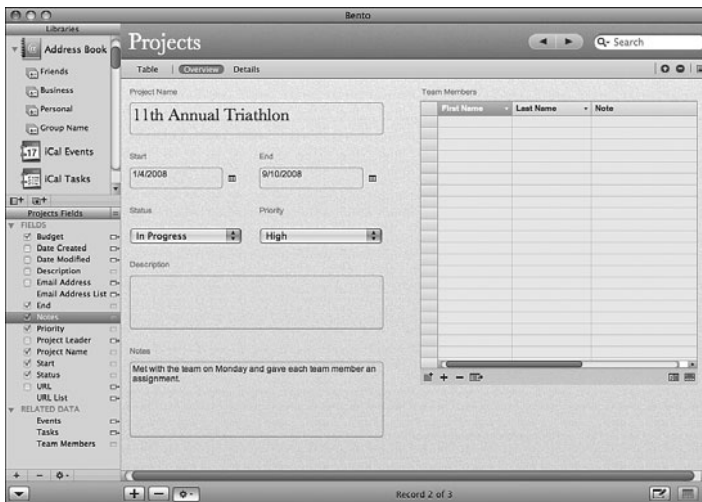 Bento
Libraries
Address Book
Friends
Business
Personal
Group Name
17 iCal Events
iCal Tasks
Projects Fields
FIELDS
Budget
Date Created
Date Modified
Description
Email Address
Email Address List
End
Notes
Priority
Project Leader
Project Name
Start
Status
URL
URL List
RELATED DATA
Events
Tasks
Team Members
Projects
Search
Table | Overview Details
Project Name
11th Annual Triathlon
Start End
1/4/2008 9/10/2008
Status Priority
In Progress High
Description
Notes
Met with the team on Monday and gave each team member an
assignment.
Team Members
First Name Last Name Note
Record 2 of 3